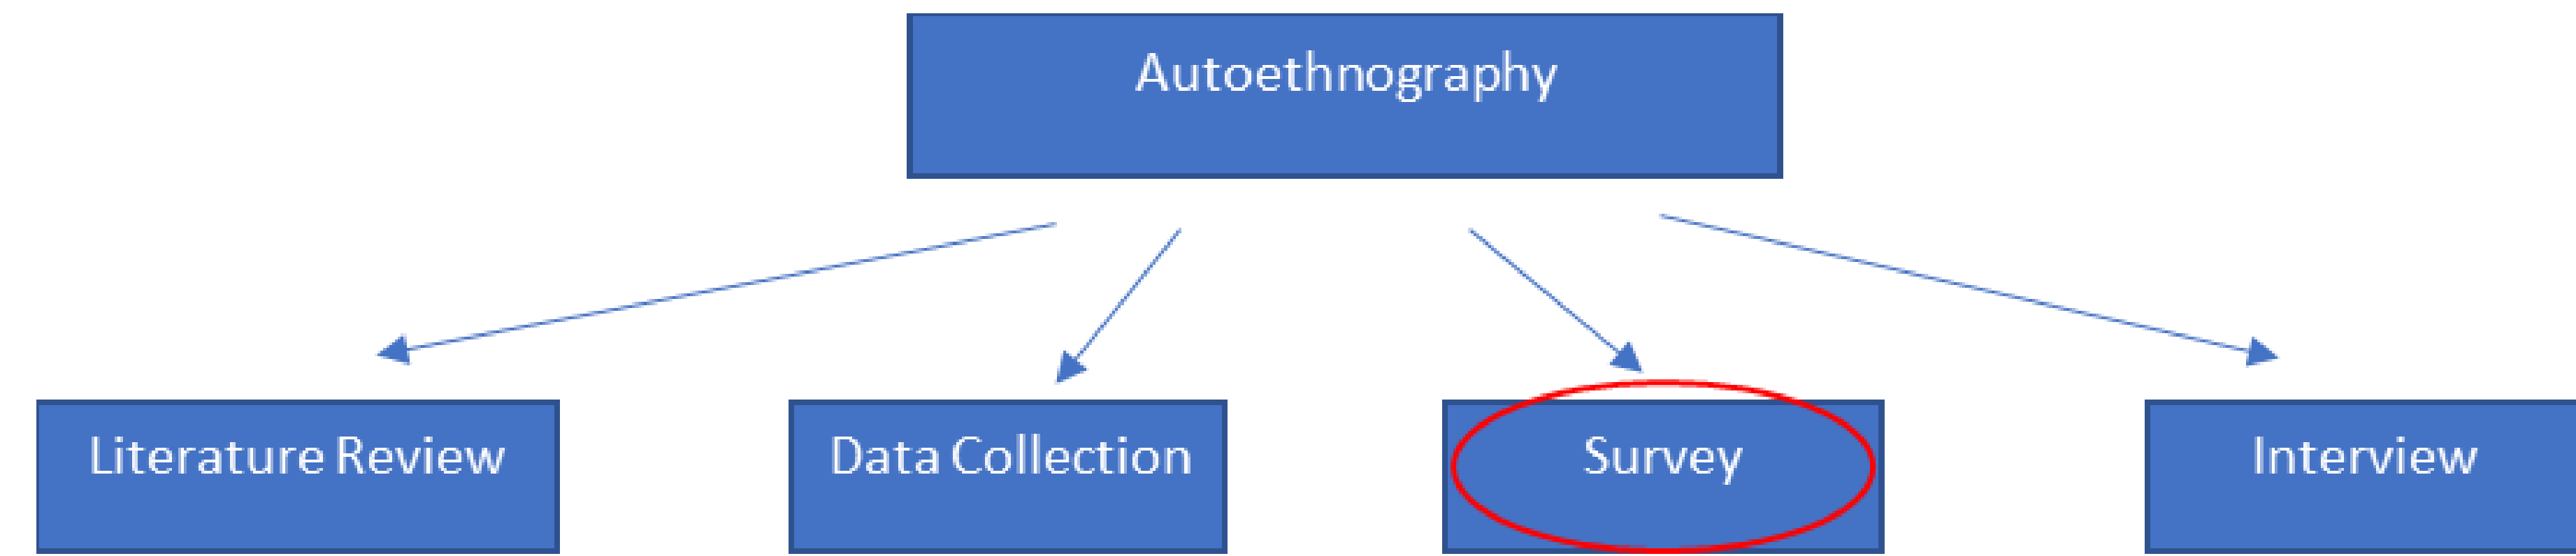 Autoethnography
Literature Review
Data Collection
Survey
Interview